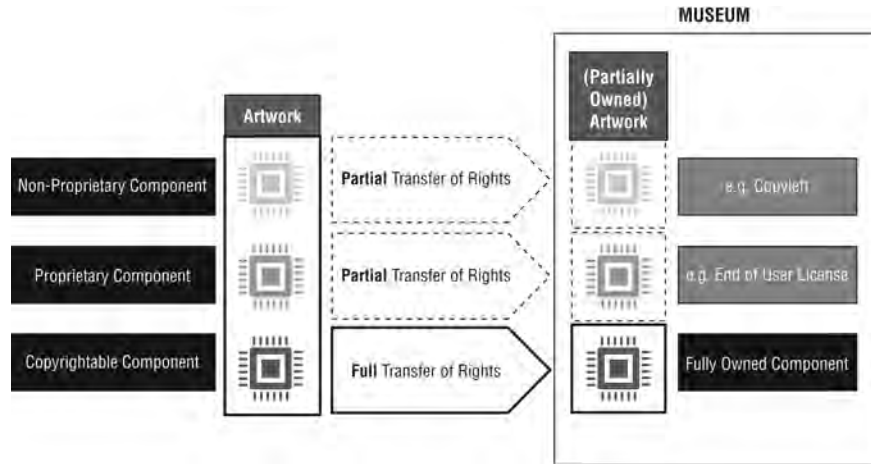 MUSEUM
Artwork
(Partially
Owned)
Artwork
Non-Proprietary Component
Partial Transfer of Rights
e.g. Copyleft
Proprietary Component
Partial Transfer of Rights
e.g. End of User License
Copyrightable Component
Full Transfer of Rights
Fully Owned Component